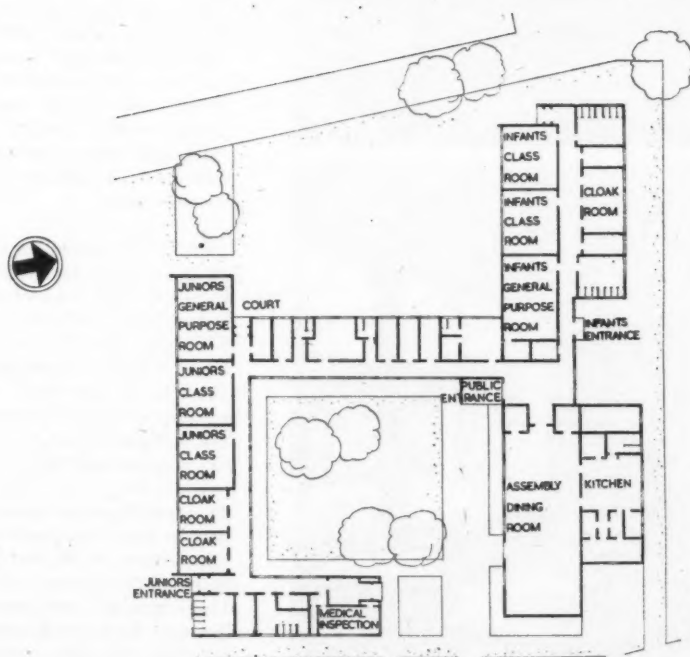 INFANTS
CLASS
ROOM
CLOAK
ROOM
INFANTS
CLASS
ROOM
INFANTS
GENERAL
PURPOSE
ROOM
INFANTS
ENTRANCE
JUNIORS
GENERAL
PURPOSE
ROOM
COURT
JUNIORS
CLASS
ROOM
PUBLIC
ENTRANCE
JUNIORS
CLASS
ROOM
ASSEMBLY
DINING
ROOM
KITCHEN
CLOAK
ROOM
CLOAK
ROOM
JUNIORS
ENTRANCE
MEDICAL
INSPECTION